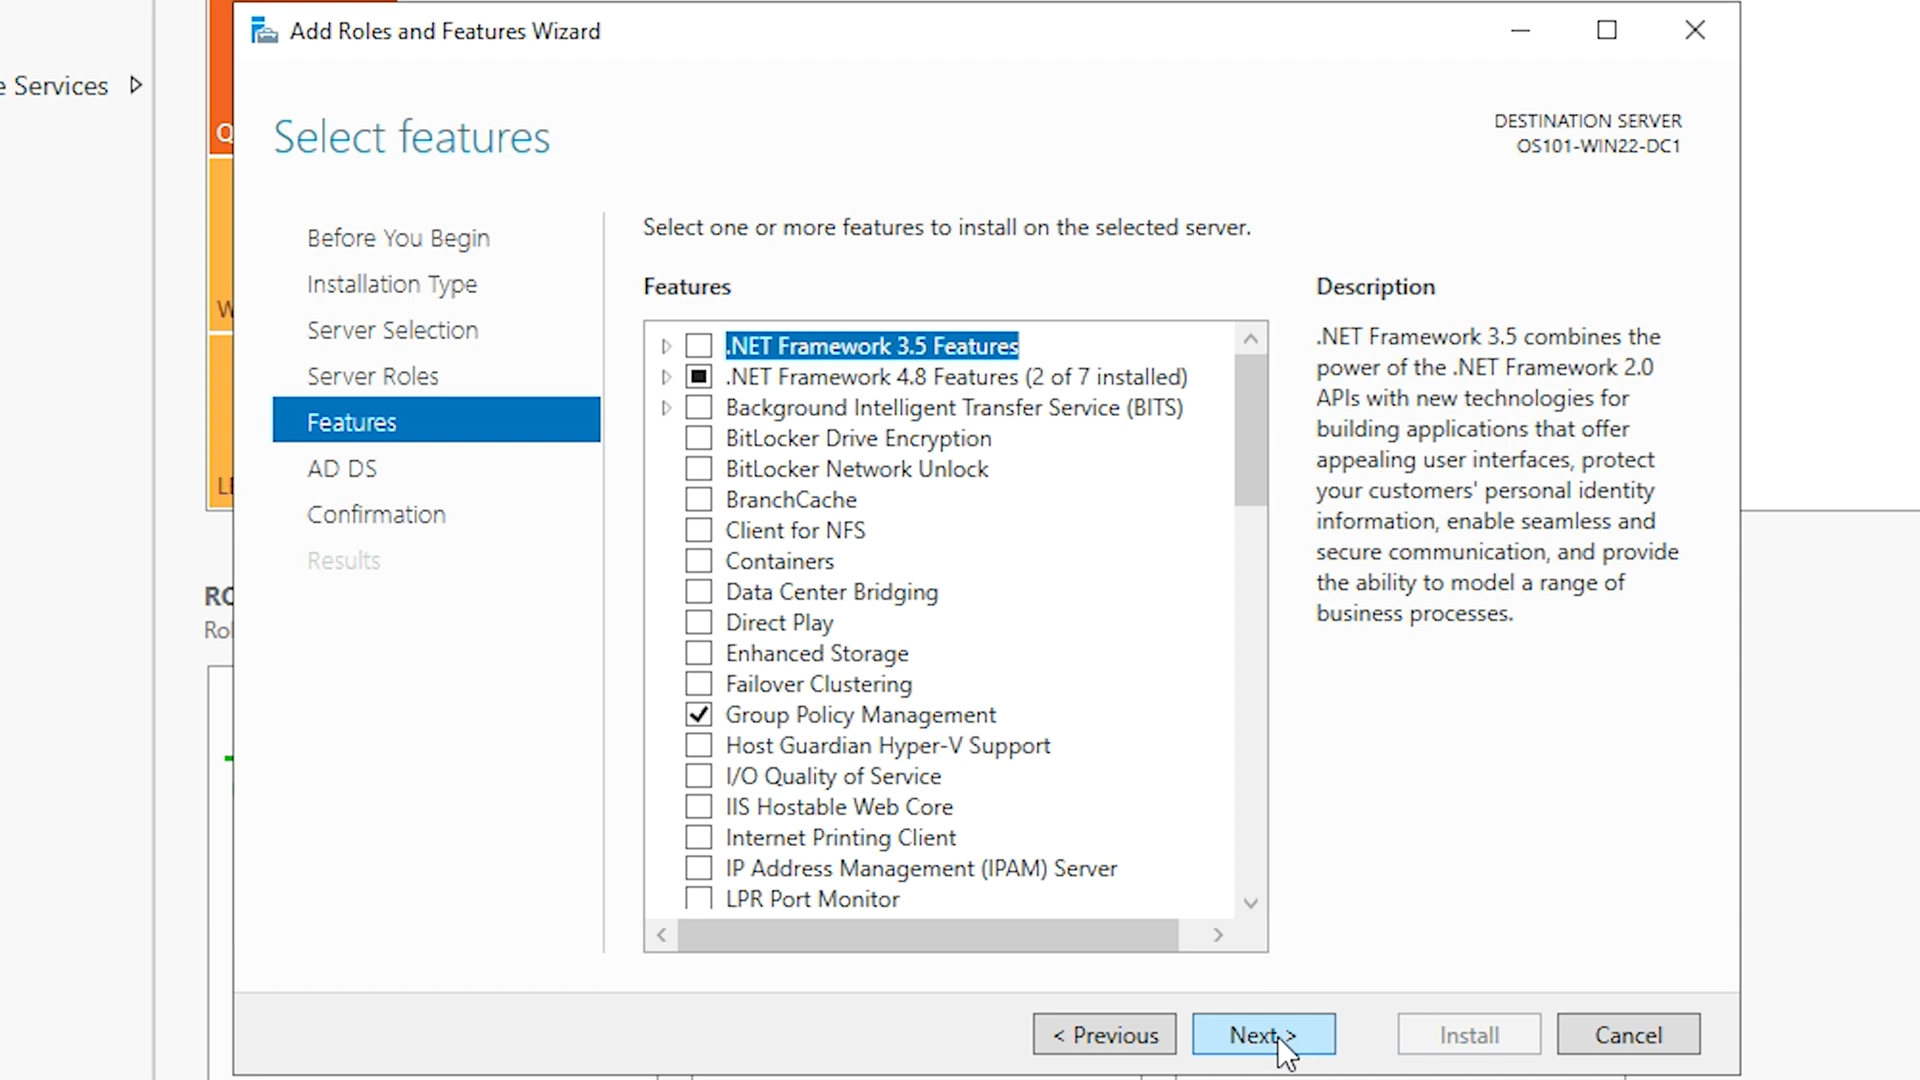 Add Roles and Features Wizard
e Services
Q
Select features
DESTINATION SERVER
OS101-WIN22-DC1
Before You Begin
Installation Type
Server Selection
Server Roles
Features
AD DS
Confirmation
Results
W
LE
RO
Rol
Select one or more features to install on the selected server.
Features
.NET Framework 3.5 Features
.NET Framework 4.8 Features (2 of 7 installed)
Background Intelligent Transfer Service (BITS)
BitLocker Drive Encryption
BitLocker Network Unlock
BranchCache
Client for NFS
Containers
Data Center Bridging
Direct Play
Enhanced Storage
Failover Clustering
Group Policy Management
Host Guardian Hyper-V Support
I/O Quality of Service
IIS Hostable Web Core
Internet Printing Client
IP Address Management (IPAM) Server
LPR Port Monitor
Description
.NET Framework 3.5 combines the
power of the .NET Framework 2.0
APIs with new technologies for
building applications that offer
appealing user interfaces, protect
your customers' personal identity
information, enable seamless and
secure communication, and provide
the ability to model a range of
business processes.
< Previous
Next >
Install
Cancel